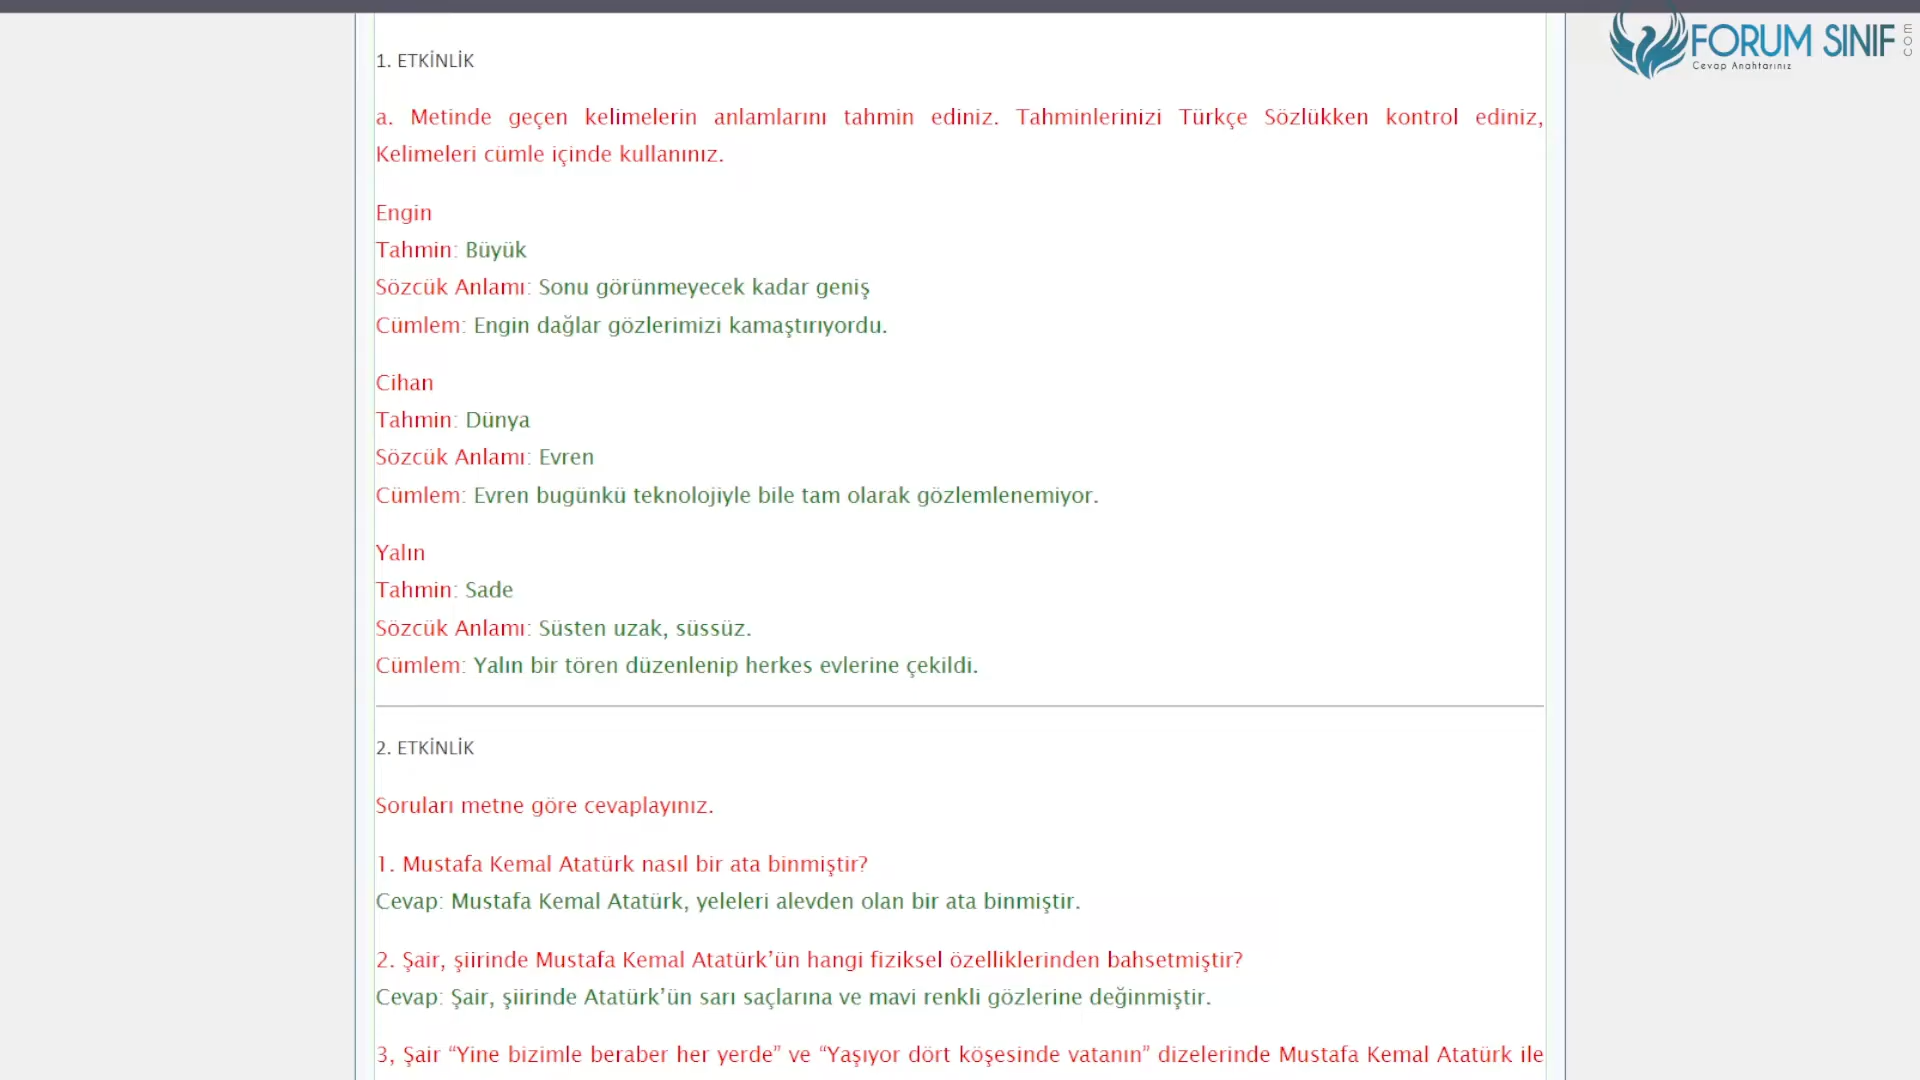 FORUM SINIF
com
Cevap Anahtarınız
1. ETKİNLİK
a. Metinde geçen kelimelerin anlamlarını tahmin ediniz. Tahminlerinizi Türkçe Sözlükken kontrol ediniz,
Kelimeleri cümle içinde kullanınız.
Engin
Tahmin: Büyük
Sözcük Anlamı: Sonu görünmeyecek kadar geniş
Cümlem: Engin dağlar gözlerimizi kamaştırıyordu.
Cihan
Tahmin: Dünya
Sözcük Anlamı: Evren
Cümlem: Evren bugünkü teknolojiyle bile tam olarak gözlemlenemiyor.
Yalın
Tahmin: Sade
Sözcük Anlamı: Süsten uzak, süssüz.
Cümlem: Yalın bir tören düzenlenip herkes evlerine çekildi.
2. ETKİNLİK
Soruları metne göre cevaplayınız.
1. Mustafa Kemal Atatürk nasıl bir ata binmiştir?
Cevap: Mustafa Kemal Atatürk, yeleleri alevden olan bir ata binmiştir.
2. Şair, şiirinde Mustafa Kemal Atatürk’ün hangi fiziksel özelliklerinden bahsetmiştir?
Cevap: Şair, şiirinde Atatürk’ün sarı saçlarına ve mavi renkli gözlerine değinmiştir.
3, Şair “Yine bizimle beraber her yerde” ve “Yaşıyor dört köşesinde vatanın” dizelerinde Mustafa Kemal Atatürk ile